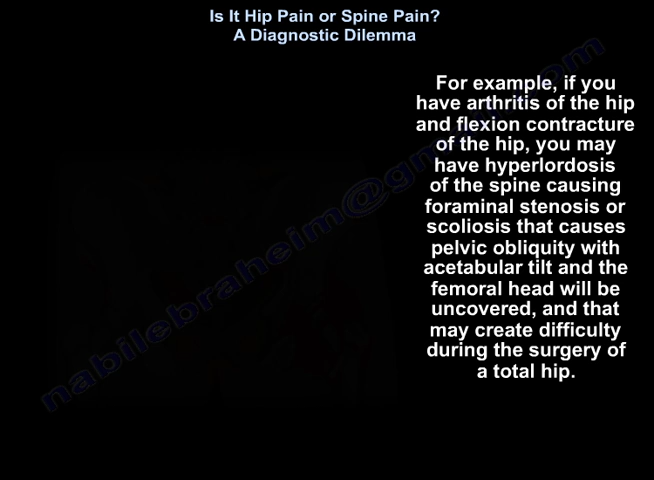 Is It Hip Pain or Spine Pain?
A Diagnostic Dilemma
For example, if you
have arthritis of the hip
and flexion contracture
of the hip, you may
have hyperlordosis
of the spine causing
foraminal stenosis or
scoliosis that causes
pelvic obliquity with
acetabular tilt and the
femoral head will be
uncovered, and that
may create difficulty
during the surgery of
a total hip.
nabilebraheim@gmail.com